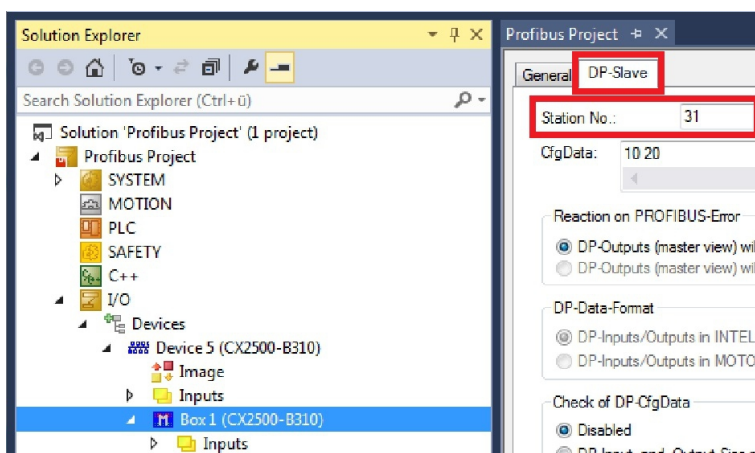 Solution Explorer
Search Solution Explorer (Ctrl+ü)
Solution 'Profibus Project' (1 project)
Profibus Project
SYSTEM
MOTION
PLC
SAFETY
C++
I/O
Devices
Device 5 (CX2500-B310)
Image
Inputs
Box 1 (CX2500-B310)
Inputs
Profibus Project
General DP-Slave
Station No.: 31
CfgData: 10 20
Reaction on PROFIBUS-Error
DP-Outputs (master view)
DP-Outputs (master view)
DP-Data-Format
DP-Inputs/Outputs in INTEL
DP-Inputs/Outputs in
Check of DP-CfgData
Disabled